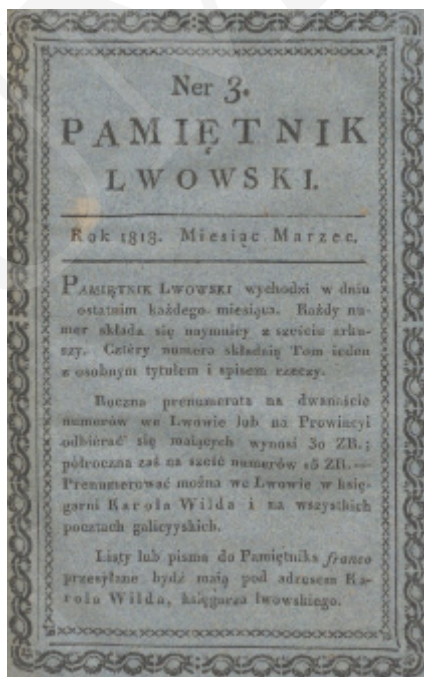 Ner 3.
PAMIĘTNIK
LWOWSKI.
Rok 1818. Miesiąc Marzec.
PAMIĘTNIK LWOWSKI wychodzi w dniu
ostatnim każdego miesiąca. Każdy nu-
mer składa się naymniéy z sześciu arku-
szy. Cztéry numera składaią Tom ieden
z osobnym tytułem i spisem rzeczy.
Roczna prenumerata na dwanaście
numerów we Lwowie lub na Prowincyi
odbierać się maiących wynosi 30 ZR.;
półroczna zaś na sześć numerów 15 ZR. —
Prenumerować można we Lwowie w księ-
garni Karola Wilda i na wszystkich
pocztach galicyyskich.
Listy lub pisma do Pamiętnika franco
przesyłane bydź maią pod adresem Ka-
rola Wilda, księgarza lwowskiego.